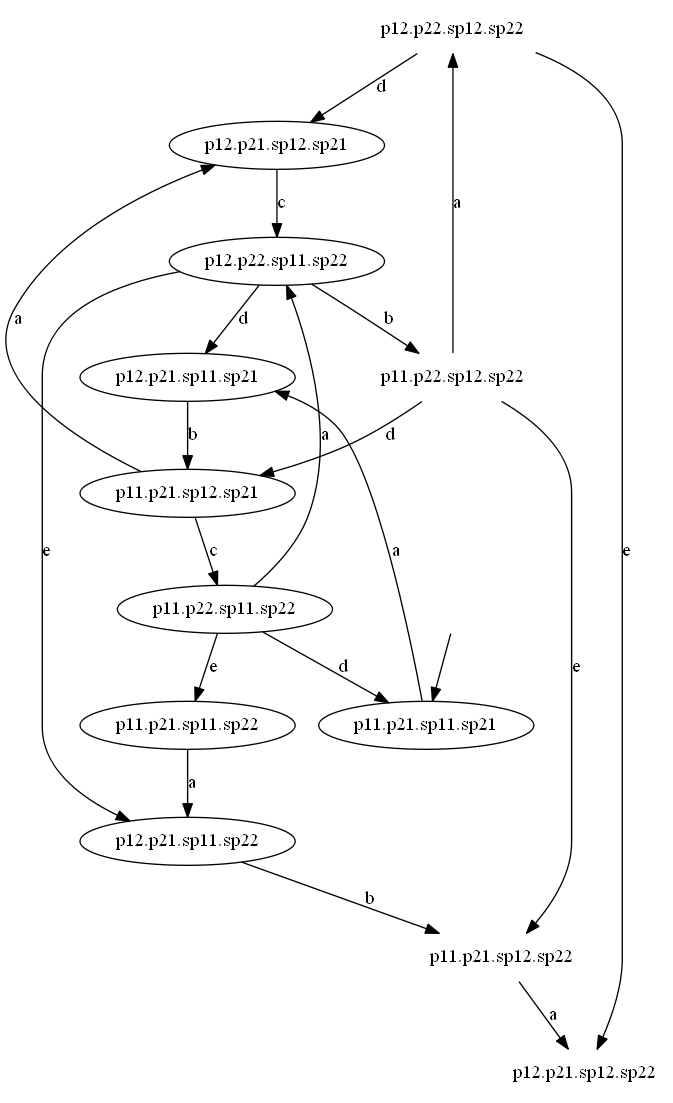 p12.p22.sp12.sp22
d
p12.p21.sp12.sp21
c
a
p12.p22.sp11.sp22
a
d
b
p12.p21.sp11.sp21
p11.p22.sp12.sp22
b
a
d
p11.p21.sp12.sp21
e
c
a
e
p11.p22.sp11.sp22
e
d
e
p11.p21.sp11.sp22
p11.p21.sp11.sp21
a
p12.p21.sp11.sp22
b
p11.p21.sp12.sp22
a
p12.p21.sp12.sp22